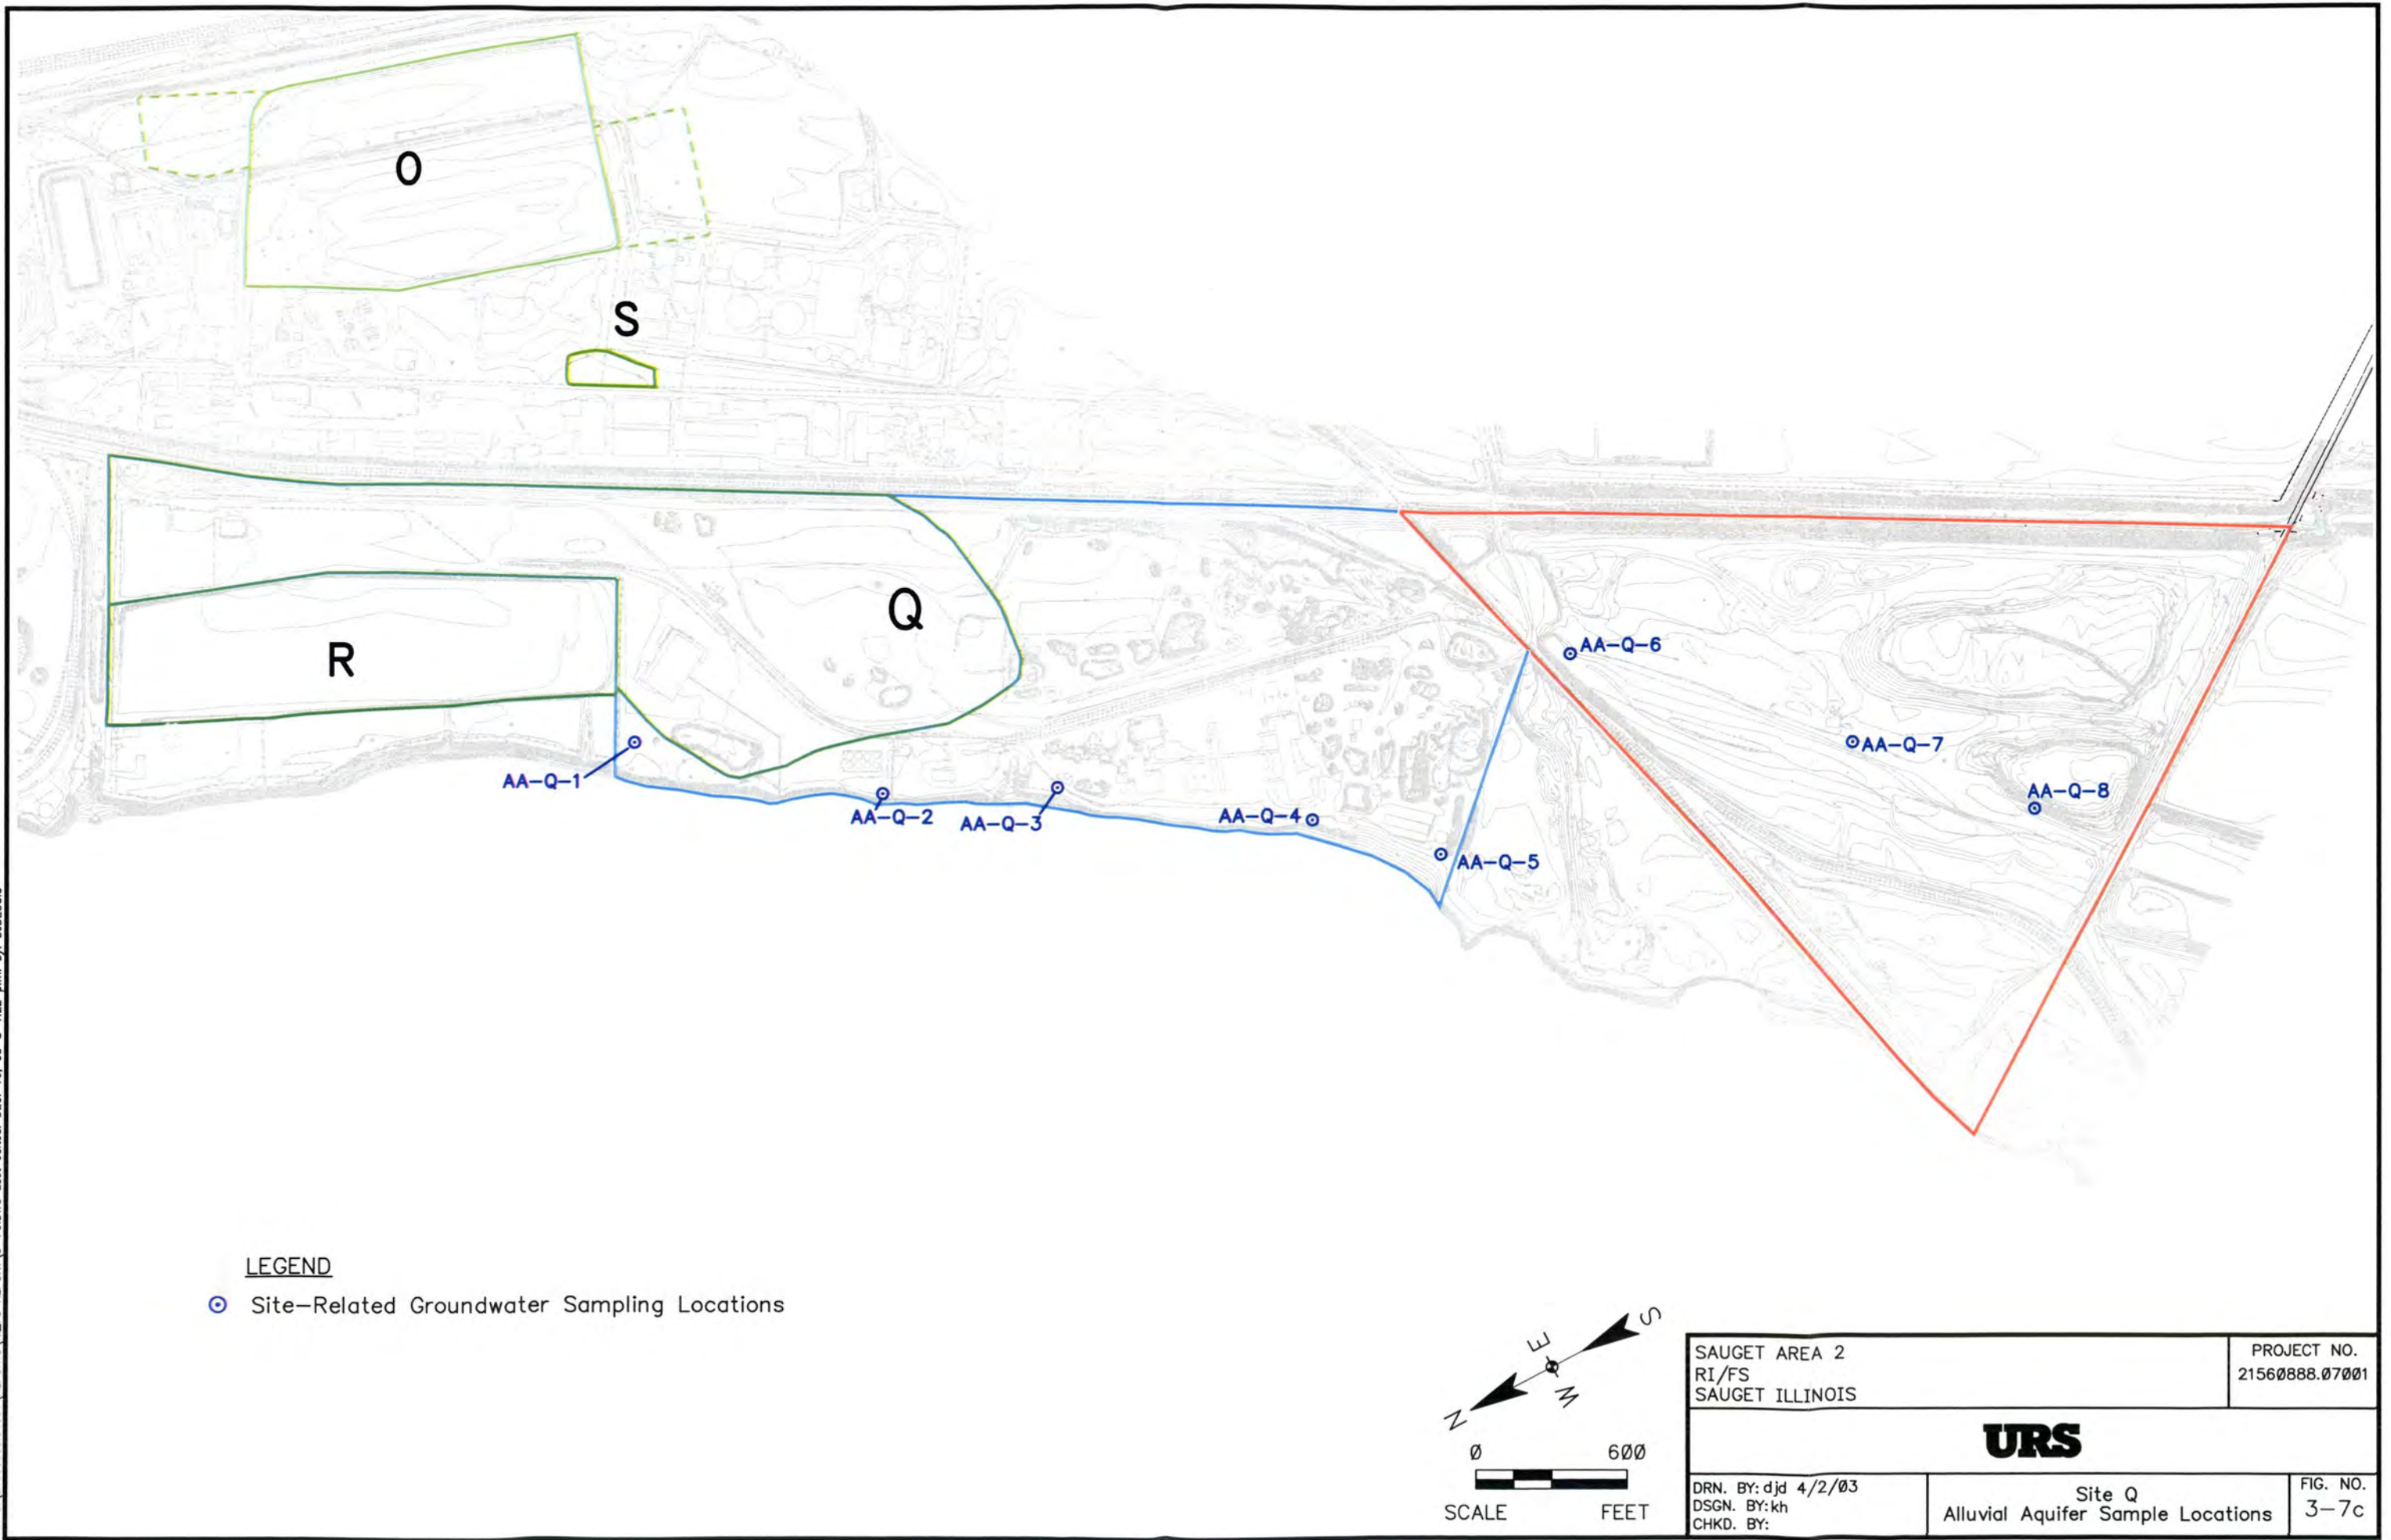 O
S
R
Q
AA-Q-1
AA-Q-2
AA-Q-3
AA-Q-4
AA-Q-5
AA-Q-6
AA-Q-7
AA-Q-8
LEGEND
Site-Related Groundwater Sampling Locations
N
E
W
S
0 600
SCALE FEET
SAUGET AREA 2
RI/FS
SAUGET ILLINOIS
PROJECT NO.
21560888.07001
URS
DRN. BY: djd 4/2/03
DSGN. BY: kh
CHKD. BY:
Site Q
Alluvial Aquifer Sample Locations
FIG. NO.
3-7c